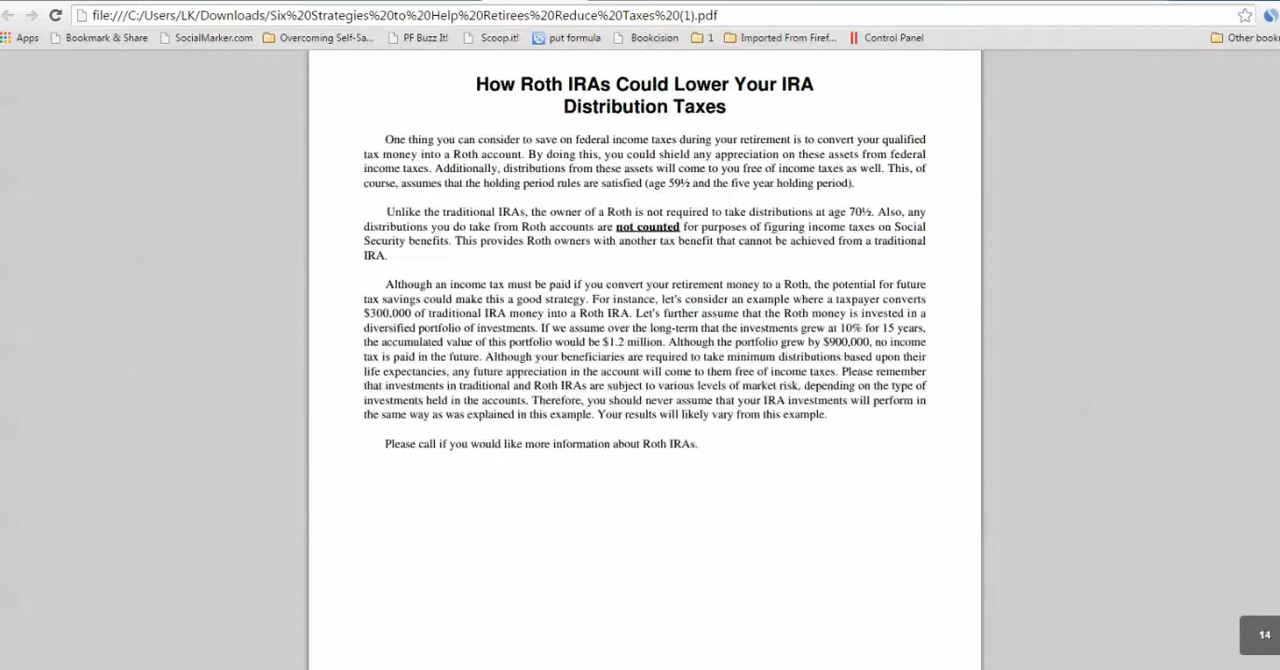 file:///C:/Users/LK/Downloads/Six%20Strategies%20to%20Help%20Retirees%20Reduce%20Taxes%20(1).pdf
Apps Bookmark & Share SocialMarker.com Overcoming Self-Sa... PF Buzz It! Scoop.it! put formula Bookcision 1 Imported From Firef... Control Panel Other book
How Roth IRAs Could Lower Your IRA
Distribution Taxes
One thing you can consider to save on federal income taxes during your retirement is to convert your qualified
tax money into a Roth account. By doing this, you could shield any appreciation on these assets from federal
income taxes. Additionally, distributions from these assets will come to you free of income taxes as well. This, of
course, assumes that the holding period rules are satisfied (age 59½ and the five year holding period).
Unlike the traditional IRAs, the owner of a Roth is not required to take distributions at age 70½. Also, any
distributions you do take from Roth accounts are not counted for purposes of figuring income taxes on Social
Security benefits. This provides Roth owners with another tax benefit that cannot be achieved from a traditional
IRA.
Although an income tax must be paid if you convert your retirement money to a Roth, the potential for future
tax savings could make this a good strategy. For instance, let's consider an example where a taxpayer converts
$300,000 of traditional IRA money into a Roth IRA. Let's further assume that the Roth money is invested in a
diversified portfolio of investments. If we assume over the long-term that the investments grew at 10% for 15 years,
the accumulated value of this portfolio would be $1.2 million. Although the portfolio grew by $900,000, no income
tax is paid in the future. Although your beneficiaries are required to take minimum distributions based upon their
life expectancies, any future appreciation in the account will come to them free of income taxes. Please remember
that investments in traditional and Roth IRAs are subject to various levels of market risk, depending on the type of
investments held in the accounts. Therefore, you should never assume that your IRA investments will perform in
the same way as was explained in this example. Your results will likely vary from this example.
Please call if you would like more information about Roth IRAs.
14